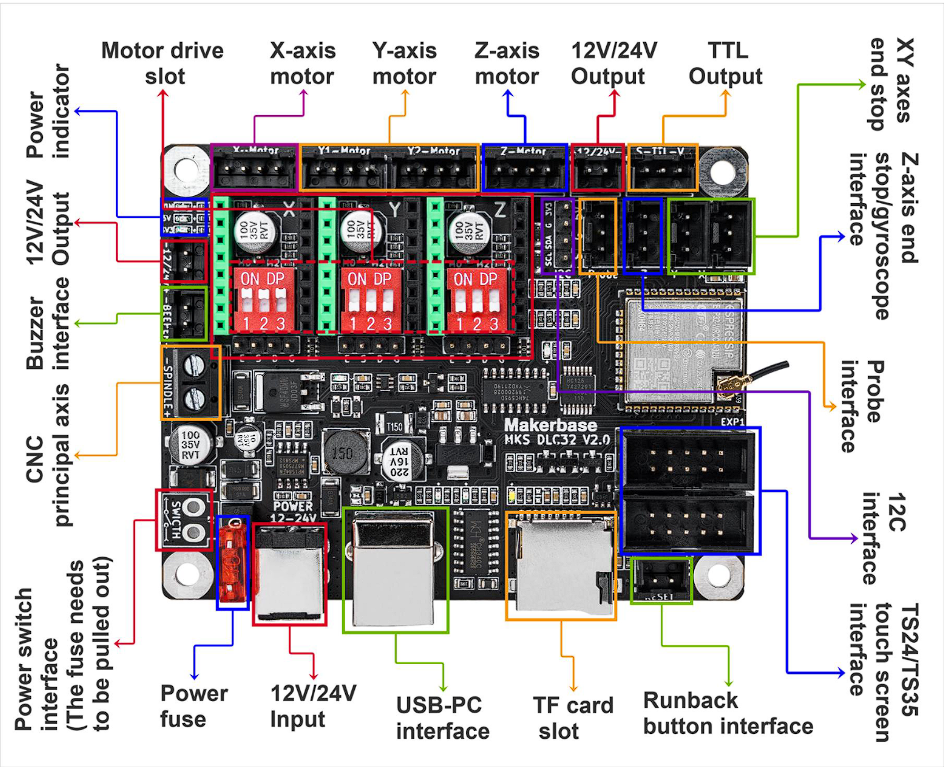 Motor drive
slot
X-axis
motor
Y-axis
motor
Z-axis
motor
12V/24V
Output
TTL
Output
XY axes
end stop
Z-axis end
stop/gyroscope
interface
Probe
interface
12C
interface
TS24/TS35
touch screen
interface
Power
indicator
12V/24V
Output
Buzzer
interface
CNC
principal axis
Power switch
interface
(The fuse needs
to be pulled out)
Power
fuse
12V/24V
Input
USB-PC
interface
TF card
slot
Runback
button interface
X-Motor
Y1-Motor
Y2-Motor
Z-Motor
12/24V
S-TTL-V
X
Y
Z
100
35V
RVT
100
35V
RVT
100
35V
RVT
ON DP
1 2 3
ON DP
1 2 3
ON DP
1 2 3
3V3
G
SDA
SCL
12/24V
SPINDLE+
100
35V
RVT
150
220
16V
RVT
Makerbase
MKS DLC32 V2.0
EXP1
SWITCH
POWER
12-24V
RESET